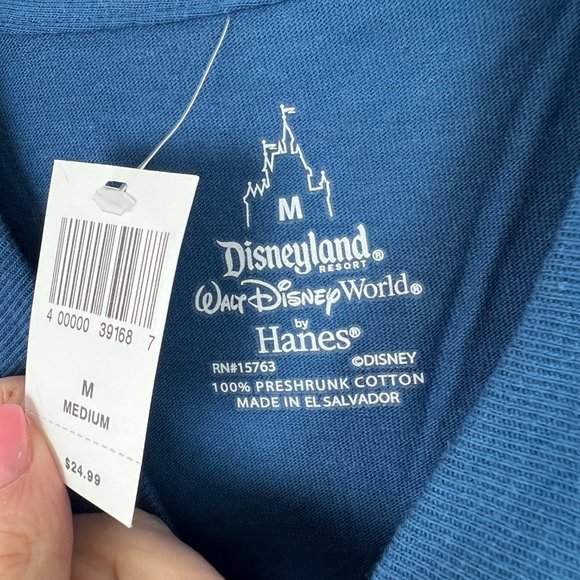 M
Disneyland®
RESORT
WALT DISNEY World®
by
Hanes®
RN#15763 ©DISNEY
100% PRESHRUNK COTTON
MADE IN EL SALVADOR
4 00000 39168 7
M
MEDIUM
$24.99